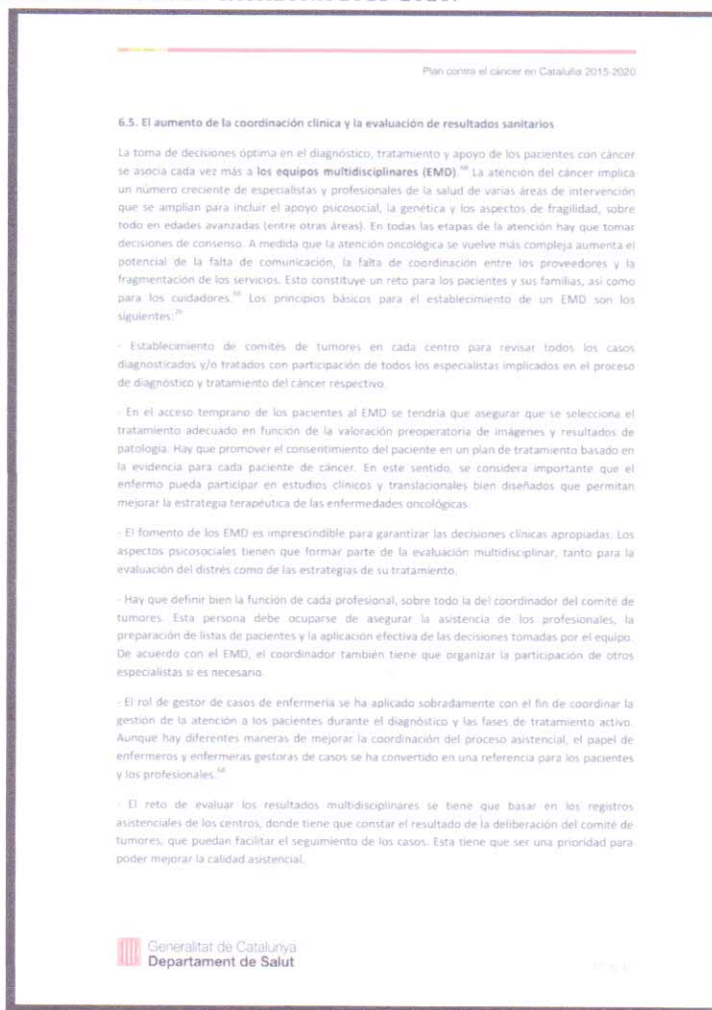 Plan contra el cáncer en Cataluña 2015-2020
6.5. El aumento de la coordinación clínica y la evaluación de resultados sanitarios
La toma de decisiones óptima en el diagnóstico, tratamiento y apoyo de los pacientes con cáncer
se asocia cada vez más a los equipos multidisciplinares (EMD). La atención del cáncer implica
un número creciente de especialistas y profesionales de la salud de varias áreas de intervención
que se amplían para incluir el apoyo psicosocial, la genética y los aspectos de fragilidad, sobre
todo en edades avanzadas (entre otras áreas). En todas las etapas de la atención hay que tomar
decisiones de consenso. A medida que la atención oncológica se vuelve más compleja aumenta el
potencial de la falta de comunicación, la falta de coordinación entre los proveedores y la
fragmentación de los servicios. Esto constituye un reto para los pacientes y sus familias, así como
para los cuidadores. Los principios básicos para el establecimiento de un EMD son los
siguientes:
- Establecimiento de comités de tumores en cada centro para revisar todos los casos
diagnosticados y/o tratados con participación de todos los especialistas implicados en el proceso
de diagnóstico y tratamiento del cáncer respectivo.
- En el acceso temprano de los pacientes al EMD se tendría que asegurar que se selecciona el
tratamiento adecuado en función de la valoración preoperatoria de imágenes y resultados de
patología. Hay que promover el consentimiento del paciente en un plan de tratamiento basado en
la evidencia para cada paciente de cáncer. En este sentido, se considera importante que el
enfermo pueda participar en estudios clínicos y translacionales bien diseñados que permitan
mejorar la estrategia terapéutica de las enfermedades oncológicas.
- El fomento de los EMD es imprescindible para garantizar las decisiones clínicas apropiadas. Los
aspectos psicosociales tienen que formar parte de la evaluación multidisciplinar, tanto para la
evaluación del distrés como de las estrategias de su tratamiento.
- Hay que definir bien la función de cada profesional, sobre todo la del coordinador del comité de
tumores. Esta persona debe ocuparse de asegurar la asistencia de los profesionales, la
preparación de listas de pacientes y la aplicación efectiva de las decisiones tomadas por el equipo.
De acuerdo con el EMD, el coordinador también tiene que organizar la participación de otros
especialistas si es necesario.
- El rol de gestor de casos de enfermería se ha aplicado sobradamente con el fin de coordinar la
gestión de la atención a los pacientes durante el diagnóstico y las fases de tratamiento activo.
Aunque hay diferentes maneras de mejorar la coordinación del proceso asistencial, el papel de
enfermeros y enfermeras gestoras de casos se ha convertido en una referencia para los pacientes
y los profesionales.
- El reto de evaluar los resultados multidisciplinares se tiene que basar en los registros
asistenciales de los centros, donde tiene que constar el resultado de la deliberación del comité de
tumores, que puedan facilitar el seguimiento de los casos. Esta tiene que ser una prioridad para
poder mejorar la calidad asistencial.
Generalitat de Catalunya
Departament de Salut